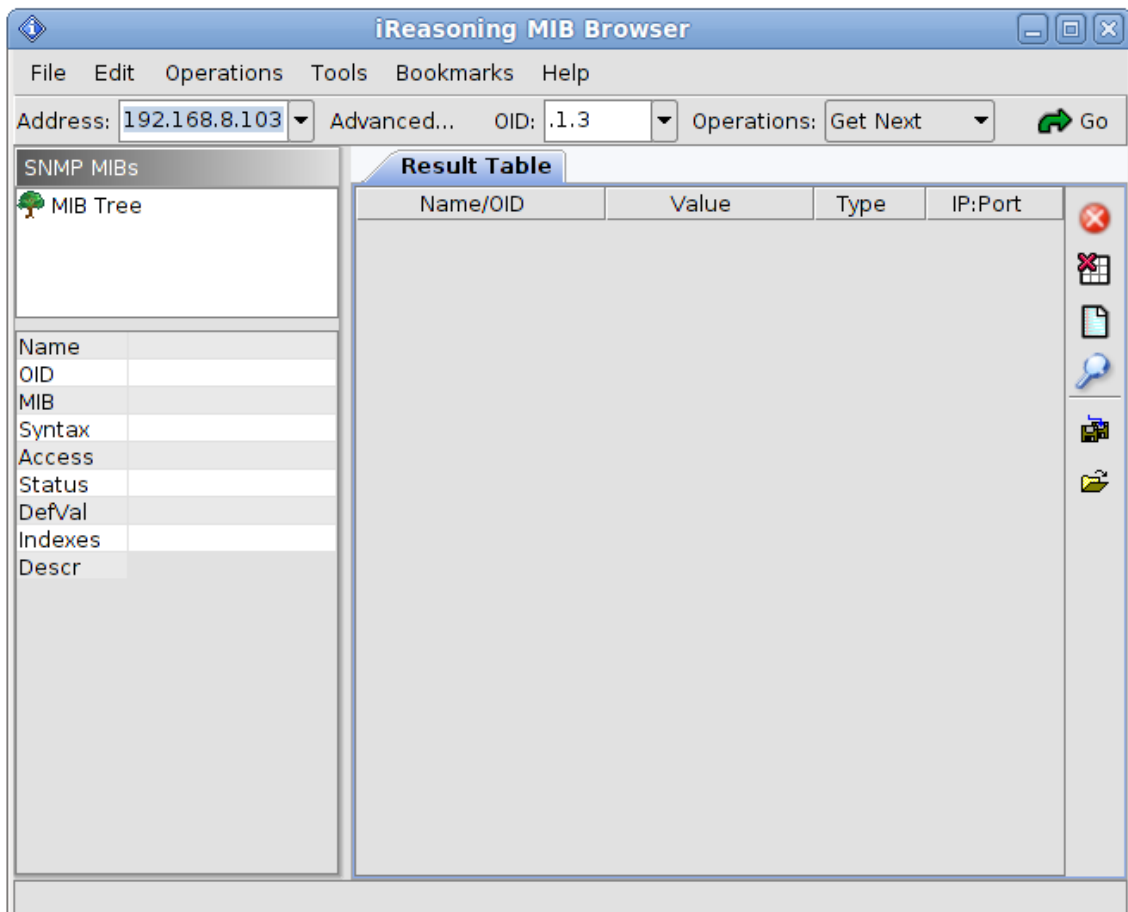 iReasoning MIB Browser
File Edit Operations Tools Bookmarks Help
Address: 192.168.8.103 Advanced... OID: .1.3 Operations: Get Next Go
SNMP MIBs
Result Table
MIB Tree
Name/OID Value Type IP:Port
Name
OID
MIB
Syntax
Access
Status
DefVal
Indexes
Descr